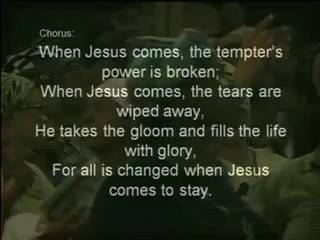 Chorus:
When Jesus comes, the tempter's
power is broken;
When Jesus comes, the tears are
wiped away,
He takes the gloom and fills the life
with glory,
For all is changed when Jesus
comes to stay.